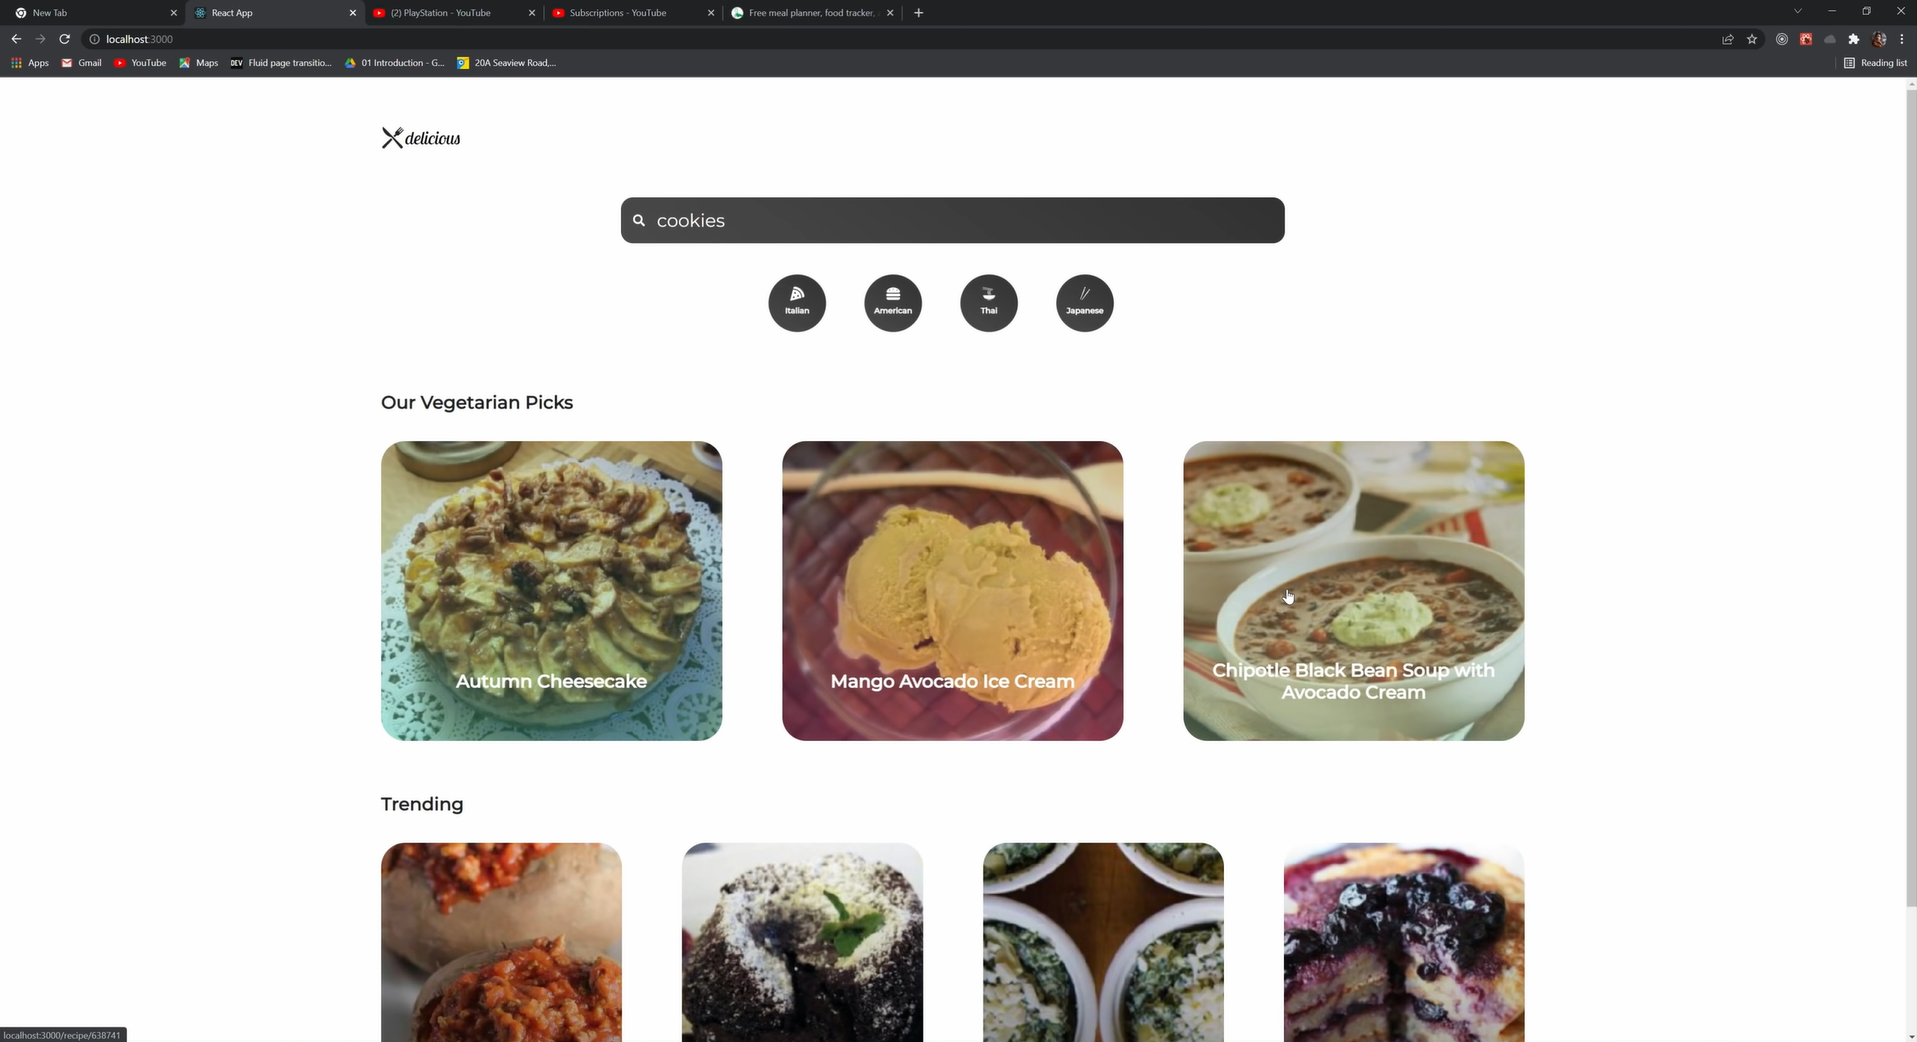 New Tab
React App
(2) PlayStation - YouTube
Subscriptions - YouTube
Free meal planner, food tracker,
localhost:3000
Apps
Gmail
YouTube
Maps
DEV
Fluid page transitio...
01 Introduction - G...
20A Seaview Road,...
Reading list
delicious
cookies
Italian
American
Thai
Japanese
Our Vegetarian Picks
Autumn Cheesecake
Mango Avocado Ice Cream
Chipotle Black Bean Soup with
Avocado Cream
Trending
localhost:3000/recipe/638741